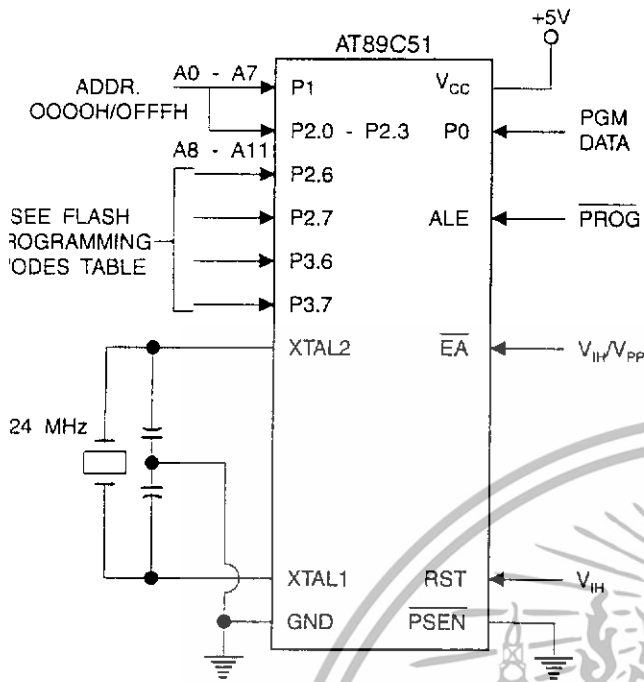 +5V
AT89C51
A0 - A7
ADDR.
OOOOH/OFFFH
P1
VCC
P2.0 - P2.3
P0
PGM
DATA
A8 - A11
P2.6
SEE FLASH
ROGRAMMING
ODES TABLE
P2.7
ALE
PROG
P3.6
P3.7
XTAL2
EA
VIH/VPP
24 MHz
XTAL1
RST
VIH
GND
PSEN